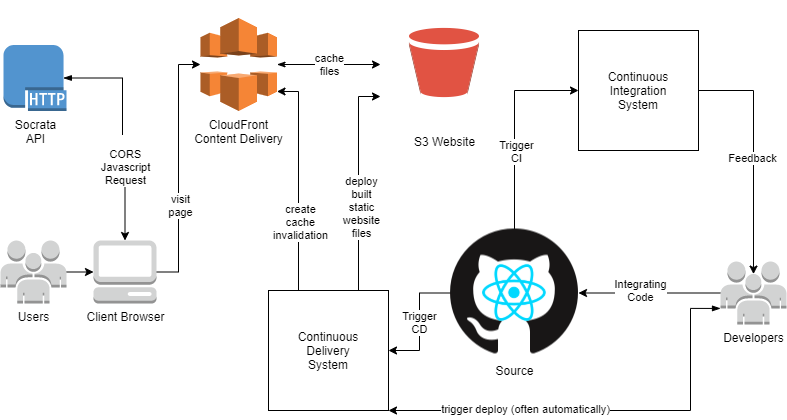 cache
files
Continuous
Integration
System
HTTP
Socrata
API
CloudFront
Content Delivery
S3 Website
Trigger
CI
CORS
Javascript
Request
Feedback
visit
page
deploy
built
static
website
files
create
cache
invalidation
Integrating
Code
Users
Client Browser
Trigger
CD
Continuous
Delivery
System
Source
Developers
trigger deploy (often automatically)